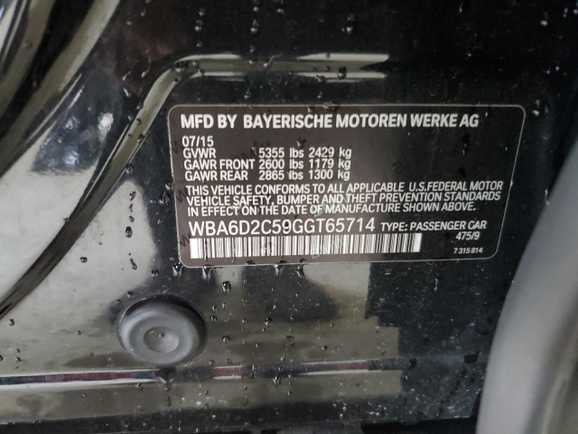 MFD BY BAYERISCHE MOTOREN WERKE AG
07/15
GVWR 5355 lbs 2429 kg
GAWR FRONT 2600 lbs 1179 kg
GAWR REAR 2865 lbs 1300 kg
THIS VEHICLE CONFORMS TO ALL APPLICABLE U.S.FEDERAL MOTOR
VEHICLE SAFETY, BUMPER, AND THEFT PREVENTION STANDARDS
IN EFFECT ON THE DATE OF MANUFACTURE SHOWN ABOVE.
WBA6D2C59GGT65714 TYPE: PASSENGER CAR
475/9
7 315 814